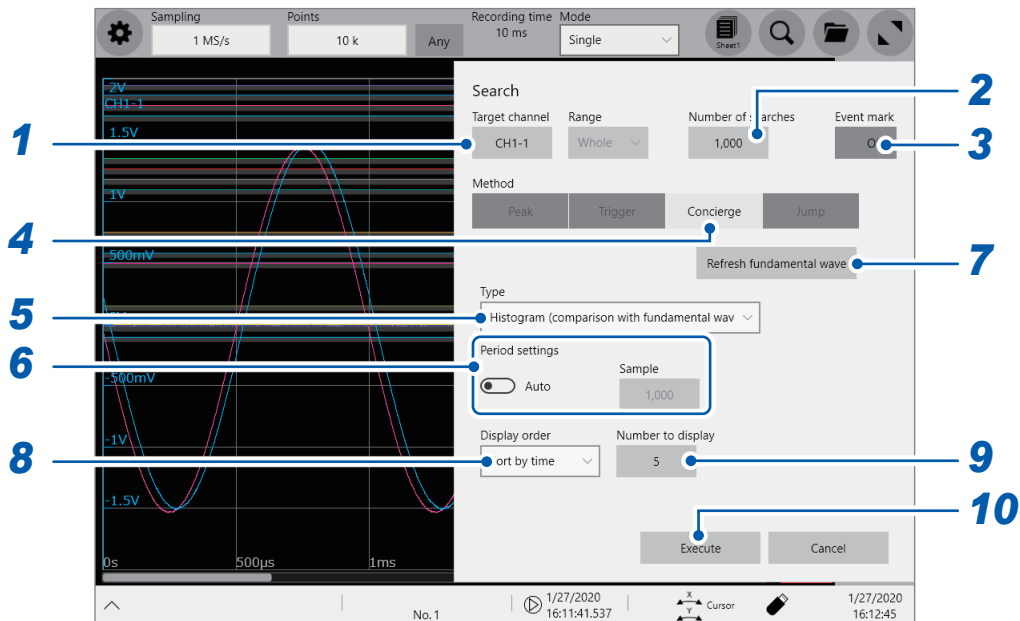 Sampling
Points
Recording time
Mode
1 MS/s
10 k
Any
10 ms
Single
Sheet1
2V
CH1-1
1.5V
1V
500mV
-500mV
-1V
-1.5V
0s
500µs
1ms
Search
Target channel
Range
Number of searches
Event mark
CH1-1
Whole
1,000
Method
Peak
Trigger
Concierge
Jump
Refresh fundamental wave
Type
Histogram (comparison with fundamental wav
Period settings
Auto
Sample
1,000
Display order
Number to display
ort by time
5
Execute
Cancel
No. 1
1/27/2020
16:11:41.537
X
Y
Cursor
1/27/2020
16:12:45
1
2
3
4
5
6
7
8
9
10